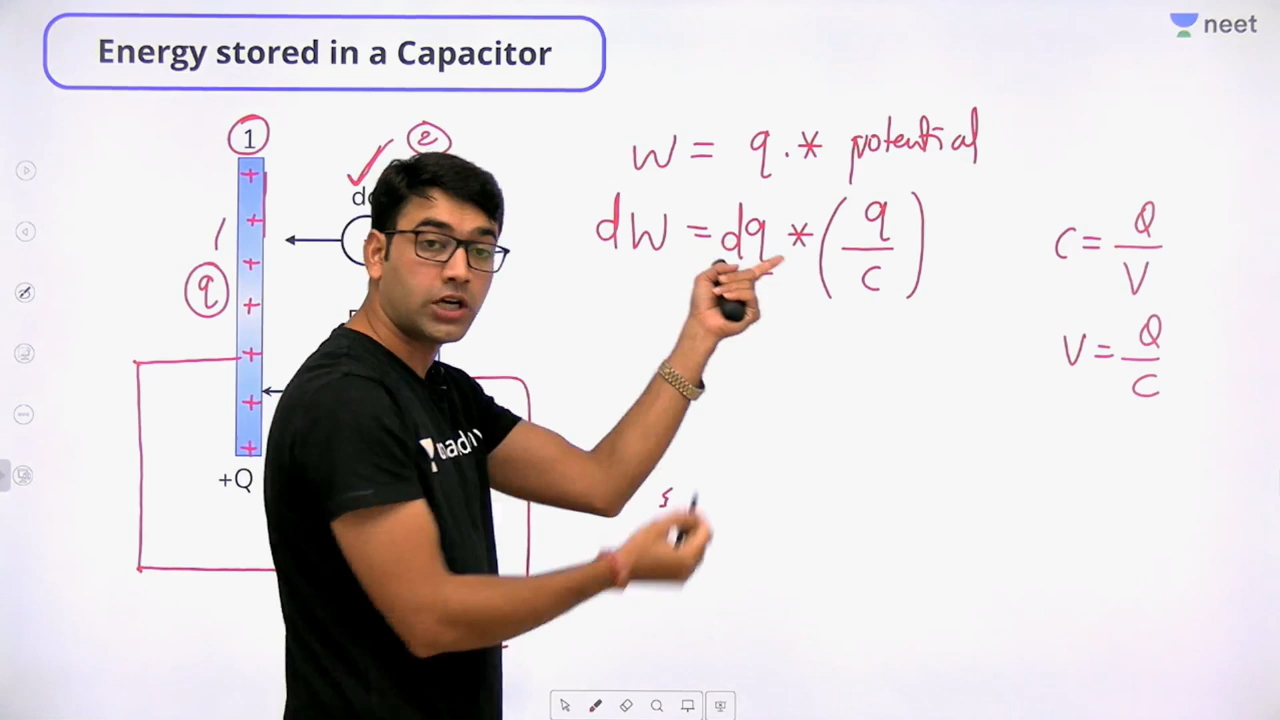 Energy stored in a Capacitor
neet
1
2
W = q . * potential
dW = dq * (q/C)
C = Q/V
V = Q/C
q
+ + + + + + +
+Q